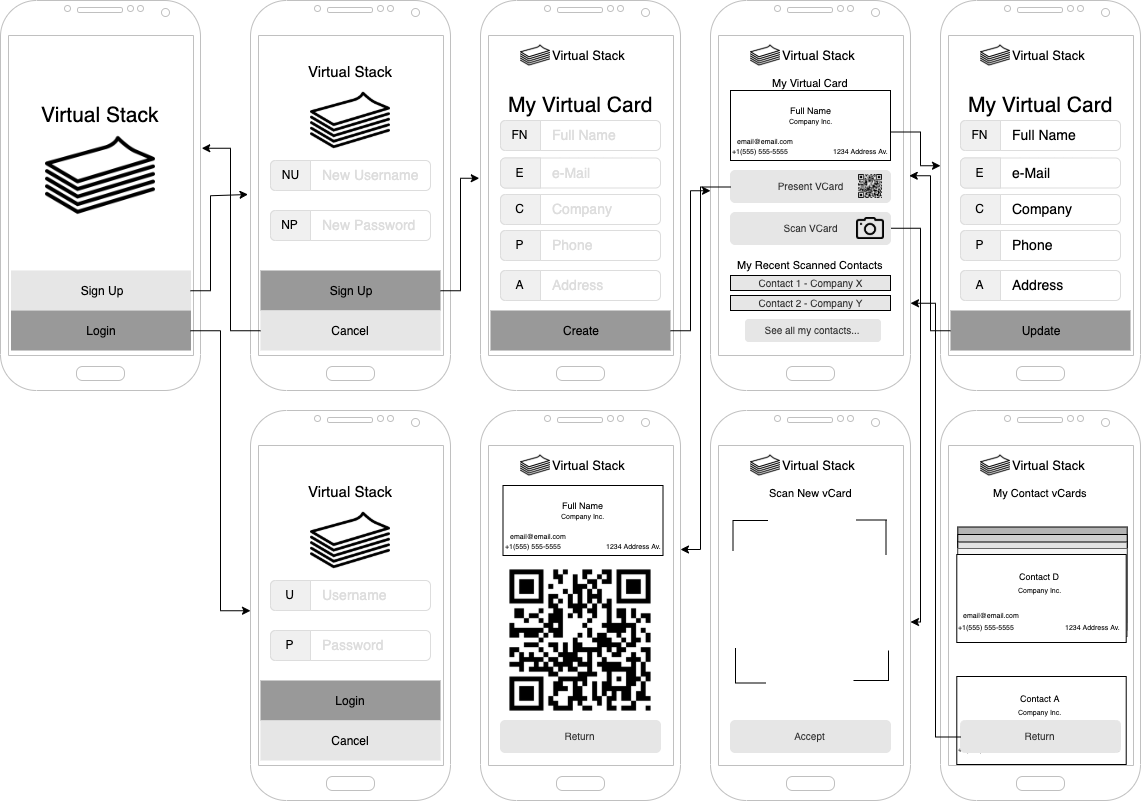 Virtual Stack
Sign Up
Login
Virtual Stack
NU New Username
NP New Password
Sign Up
Cancel
Virtual Stack
My Virtual Card
FN Full Name
E e-Mail
C Company
P Phone
A Address
Create
Virtual Stack
My Virtual Card
Full Name
Company Inc.
email@email.com
+1(555) 555-5555 1234 Address Av.
Present VCard
Scan VCard
My Recent Scanned Contacts
Contact 1 - Company X
Contact 2 - Company Y
See all my contacts...
Virtual Stack
My Virtual Card
FN Full Name
E e-Mail
C Company
P Phone
A Address
Update
Virtual Stack
U Username
P Password
Login
Cancel
Virtual Stack
Full Name
Company Inc.
email@email.com
+1(555) 555-5555 1234 Address Av.
Return
Virtual Stack
Scan New vCard
Accept
Virtual Stack
My Contact vCards
Contact D
Company Inc.
email@email.com
+1(555) 555-5555 1234 Address Av.
Contact A
Company Inc.
Return